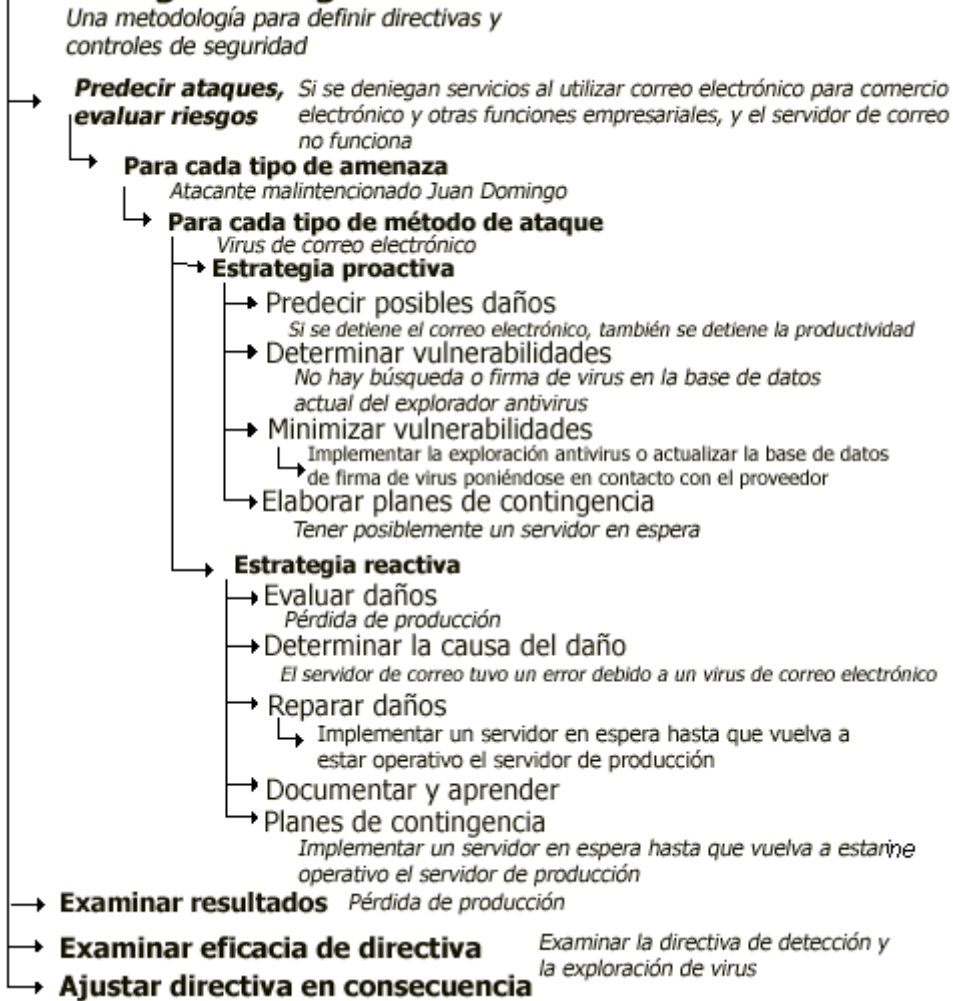 Una metodología para definir directivas y
controles de seguridad
Predecir ataques,
evaluar riesgos
Si se deniegan servicios al utilizar correo electrónico para comercio
electrónico y otras funciones empresariales, y el servidor de correo
no funciona
Para cada tipo de amenaza
Atacante malintencionado Juan Domingo
Para cada tipo de método de ataque
Virus de correo electrónico
Estrategia proactiva
Predecir posibles daños
Si se detiene el correo electrónico, también se detiene la productividad
Determinar vulnerabilidades
No hay búsqueda o firma de virus en la base de datos
actual del explorador antivirus
Minimizar vulnerabilidades
Implementar la exploración antivirus o actualizar la base de datos
de firma de virus poniéndose en contacto con el proveedor
Elaborar planes de contingencia
Tener posiblemente un servidor en espera
Estrategia reactiva
Evaluar daños
Pérdida de producción
Determinar la causa del daño
El servidor de correo tuvo un error debido a un virus de correo electrónico
Reparar daños
Implementar un servidor en espera hasta que vuelva a
estar operativo el servidor de producción
Documentar y aprender
Planes de contingencia
Implementar un servidor en espera hasta que vuelva a
operativo el servidor de producción
Examinar resultados Pérdida de producción
Examinar eficacia de directiva
Examinar la directiva de detección y
la exploración de virus
Ajustar directiva en consecuencia